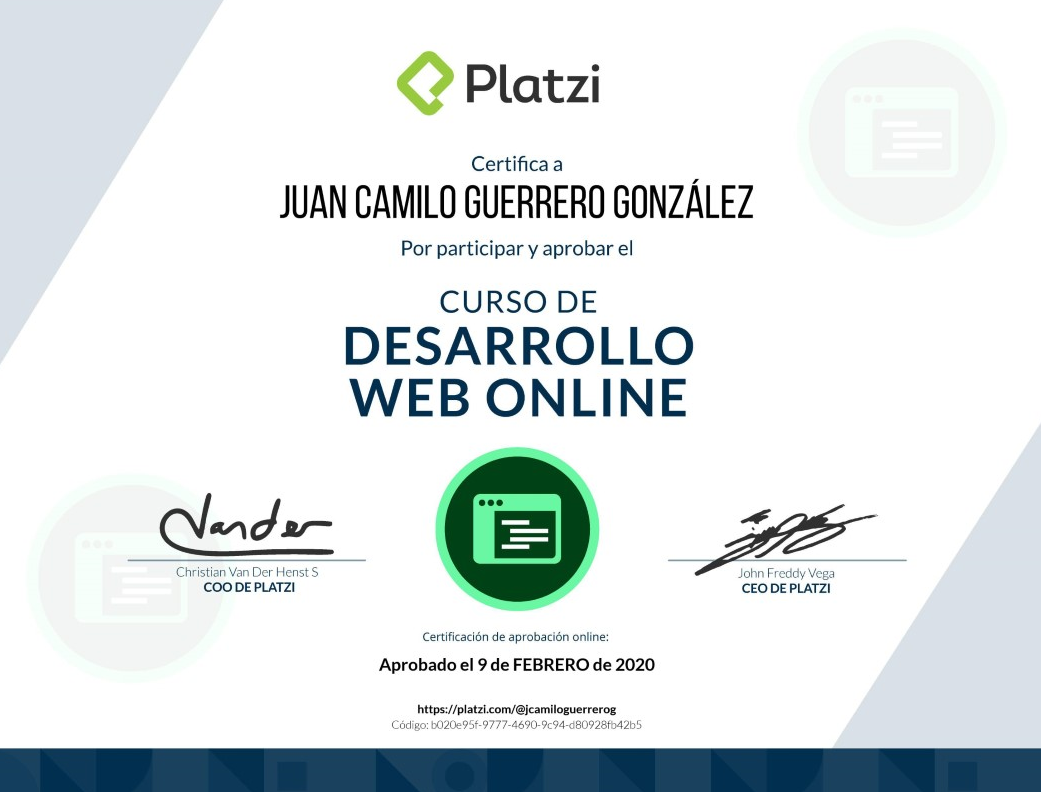 Platzi
Certifica a
JUAN CAMILO GUERRERO GONZÁLEZ
Por participar y aprobar el
CURSO DE
DESARROLLO
WEB ONLINE
Vander
Christian Van Der Henst S
COO DE PLATZI
John Freddy Vega
CEO DE PLATZI
Certificación de aprobación online:
Aprobado el 9 de FEBRERO de 2020
https://platzi.com/@jcamiloguerrerog
Código: b020e95f-9777-4690-9c94-d80928fb42b5